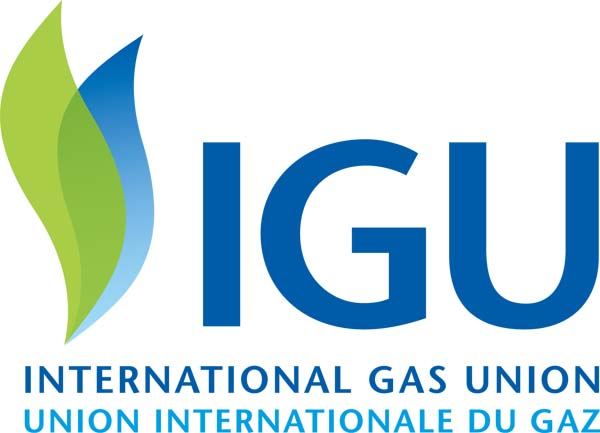 IGU
INTERNATIONAL GAS UNION
UNION INTERNATIONALE DU GAZ